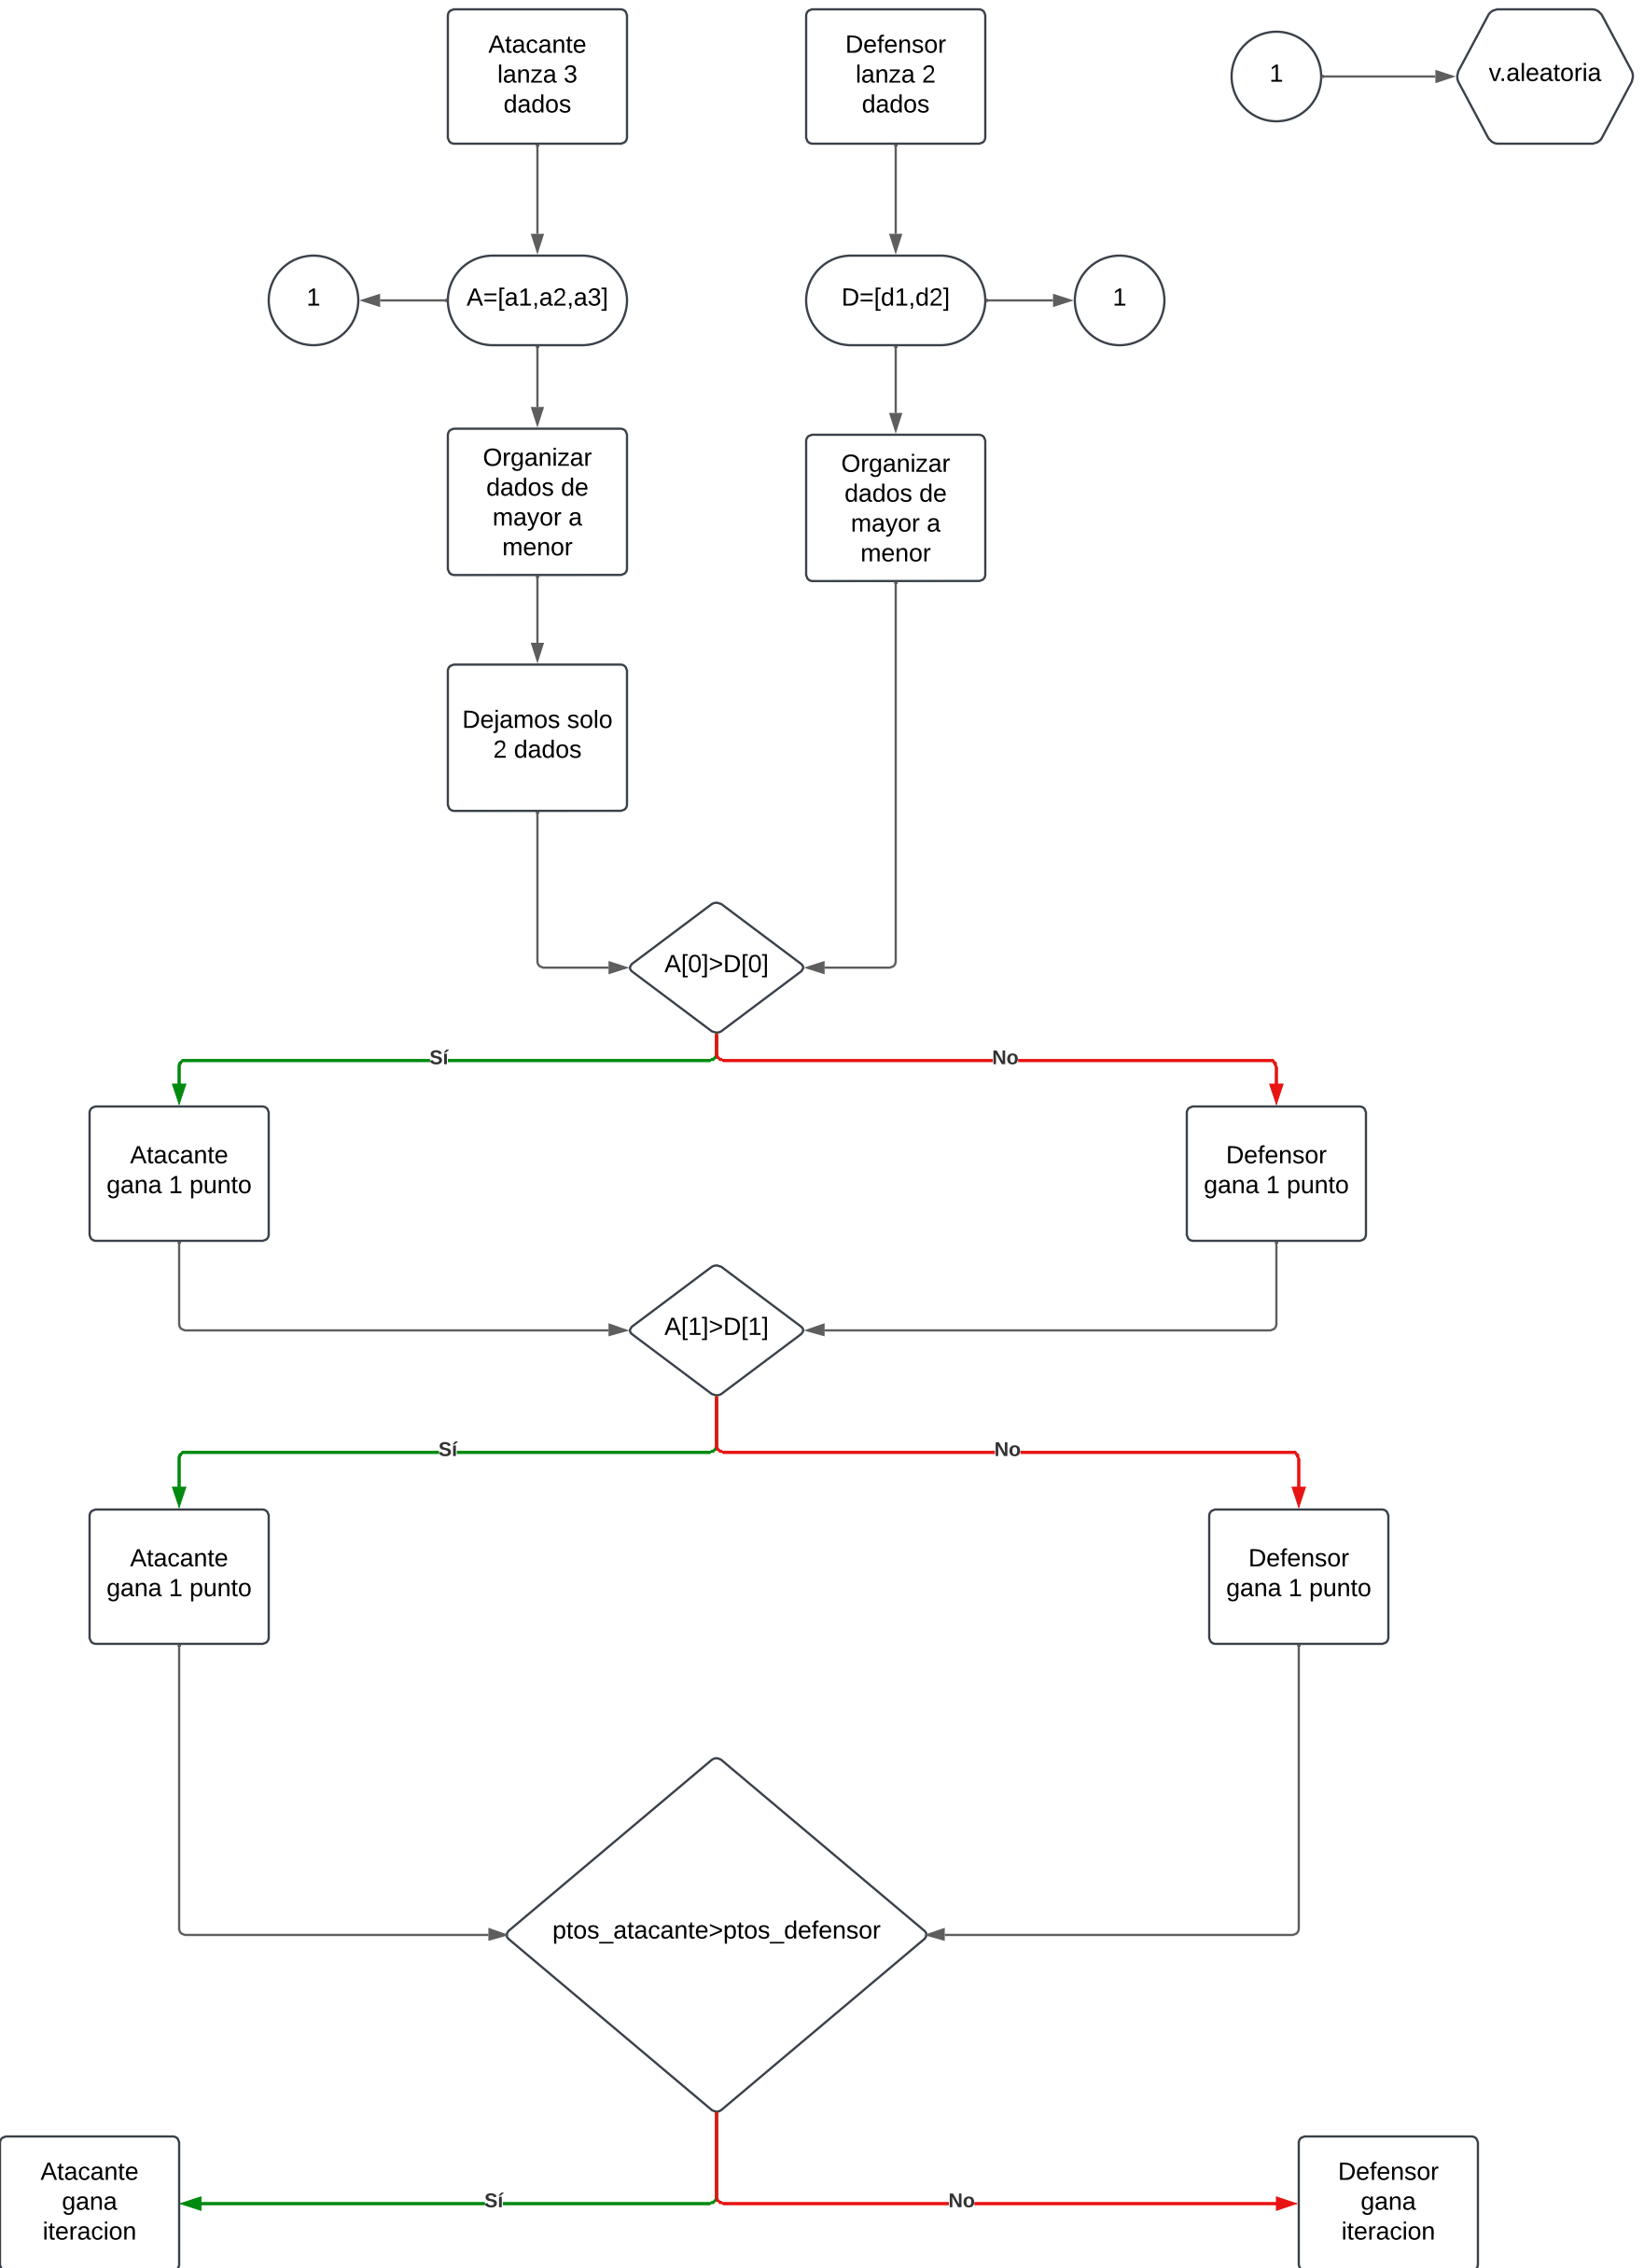 Atacante
lanza 3
dados
Defensor
lanza 2
dados
1
v.aleatoria
1
A=[a1,a2,a3]
D=[d1,d2]
1
Organizar
dados de
mayor a
menor
Organizar
dados de
mayor a
menor
Dejamos solo
2 dados
A[0]>D[0]
Sí
No
Atacante
gana 1 punto
Defensor
gana 1 punto
A[1]>D[1]
Sí
No
Atacante
gana 1 punto
Defensor
gana 1 punto
ptos_atacante>ptos_defensor
Sí
No
Atacante
gana
iteracion
Defensor
gana
iteracion